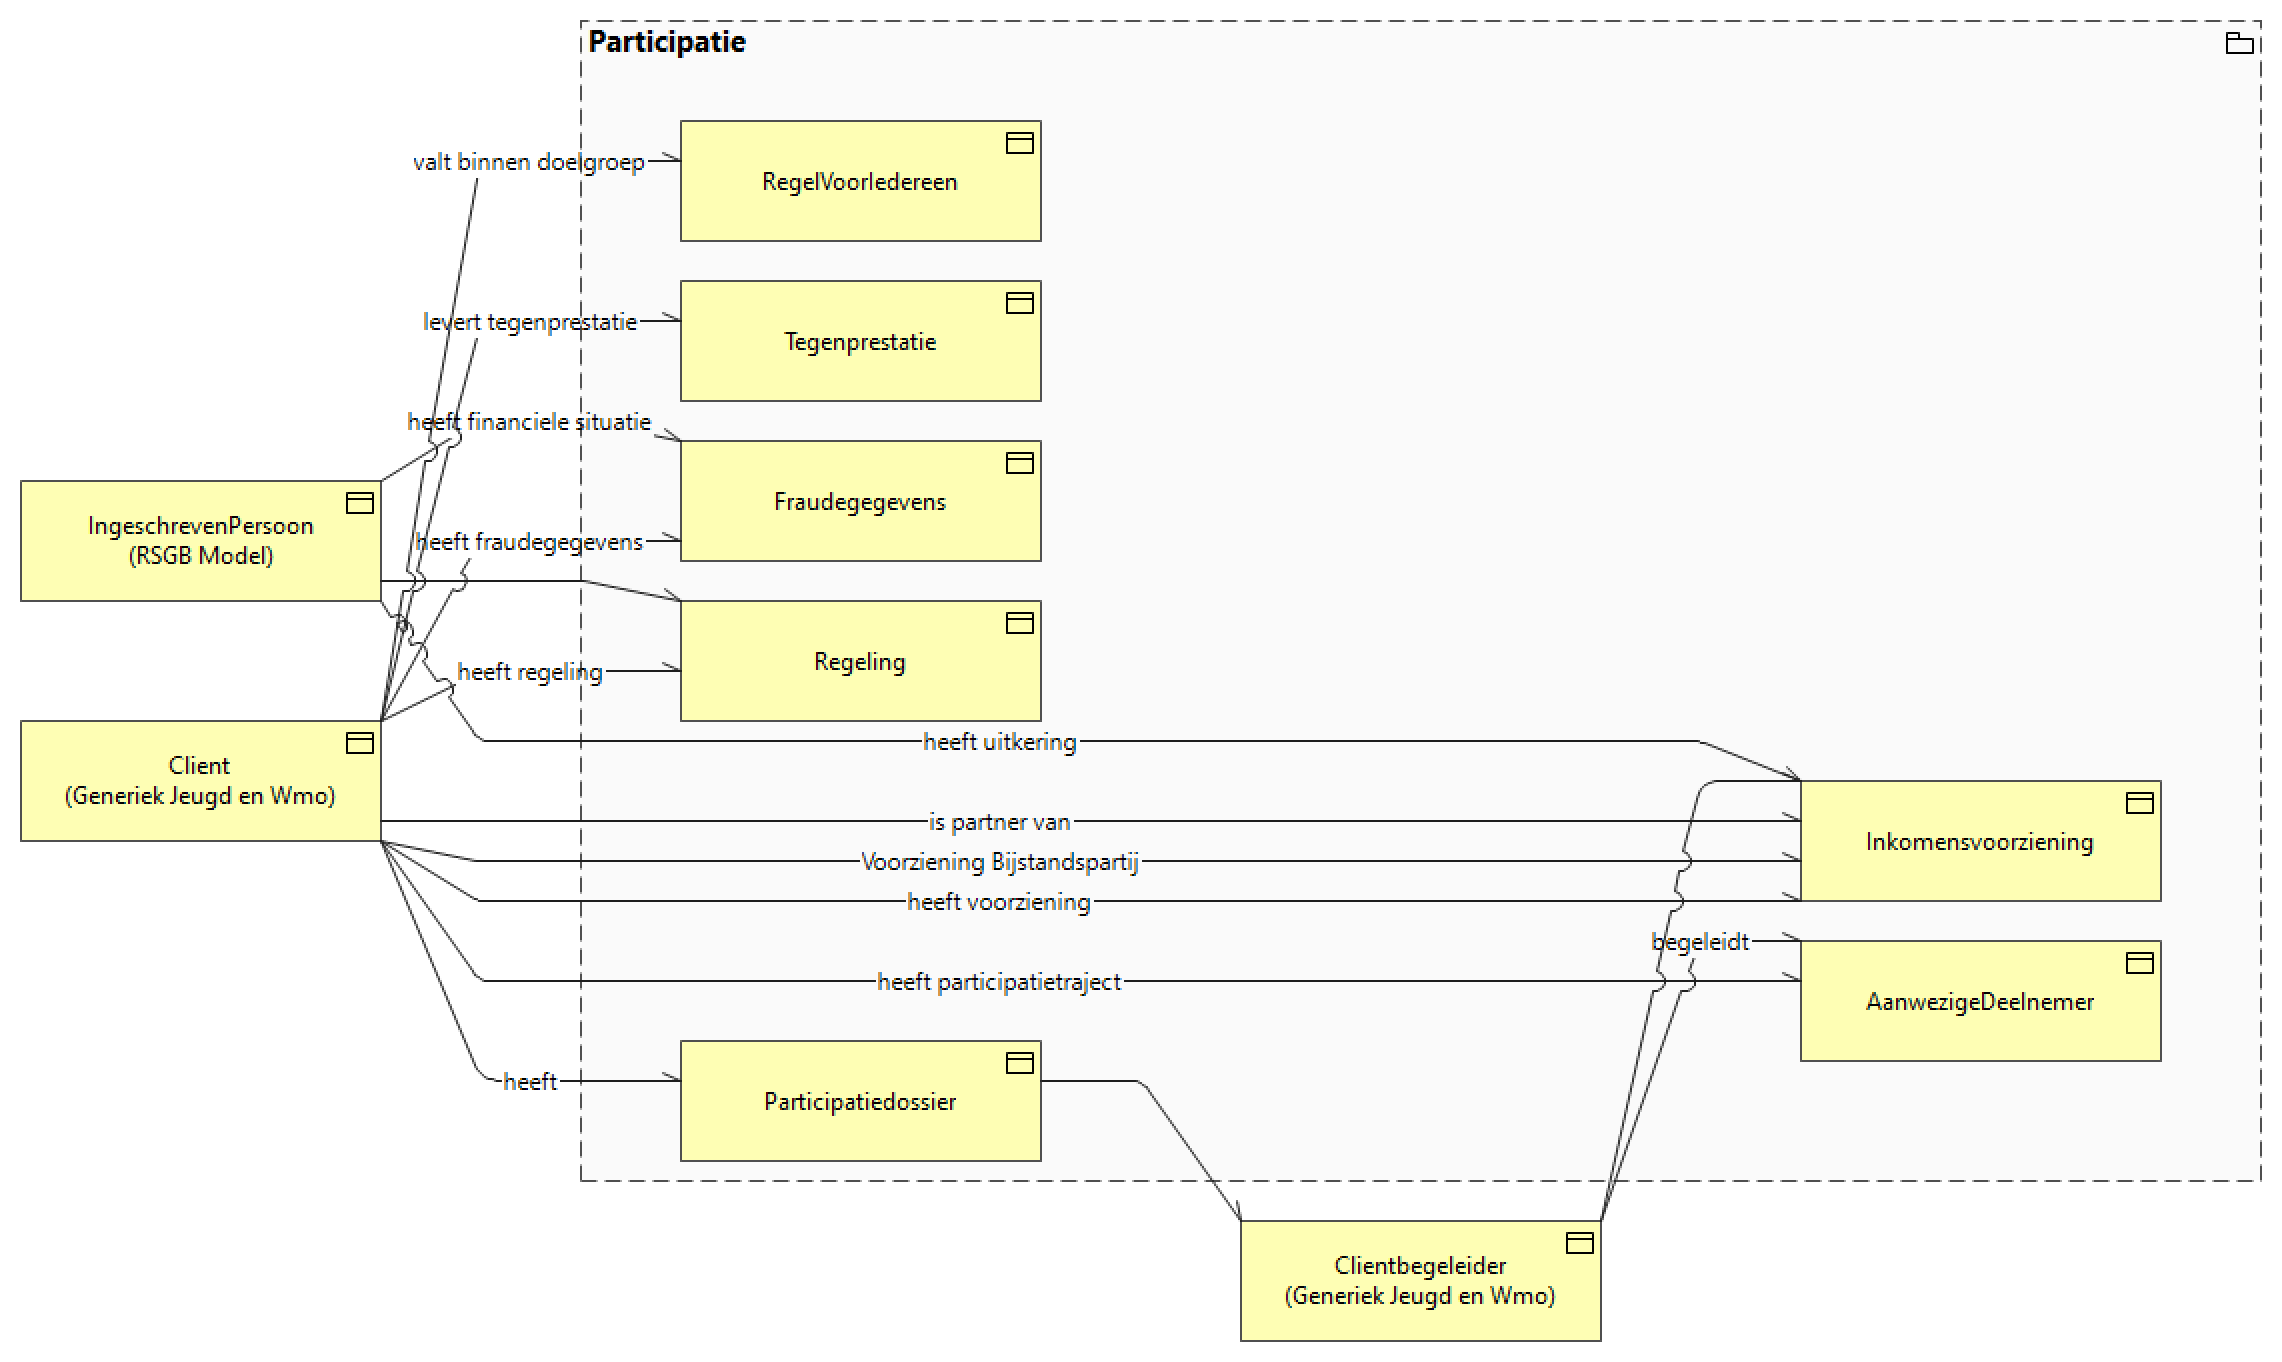 Participatie
valt binnen doelgroep
RegelVoorIedereen
levert tegenprestatie
Tegenprestatie
heeft financiele situatie
Fraudegegevens
IngeschrevenPersoon
(RSGB Model)
heeft fraudegegevens
Regeling
heeft regeling
Client
(Generiek Jeugd en Wmo)
heeft uitkering
is partner van
Inkomensvoorziening
Voorziening Bijstandspartij
heeft voorziening
begeleidt
heeft participatietraject
AanwezigeDeelnemer
heeft
Participatiedossier
Clientbegeleider
(Generiek Jeugd en Wmo)